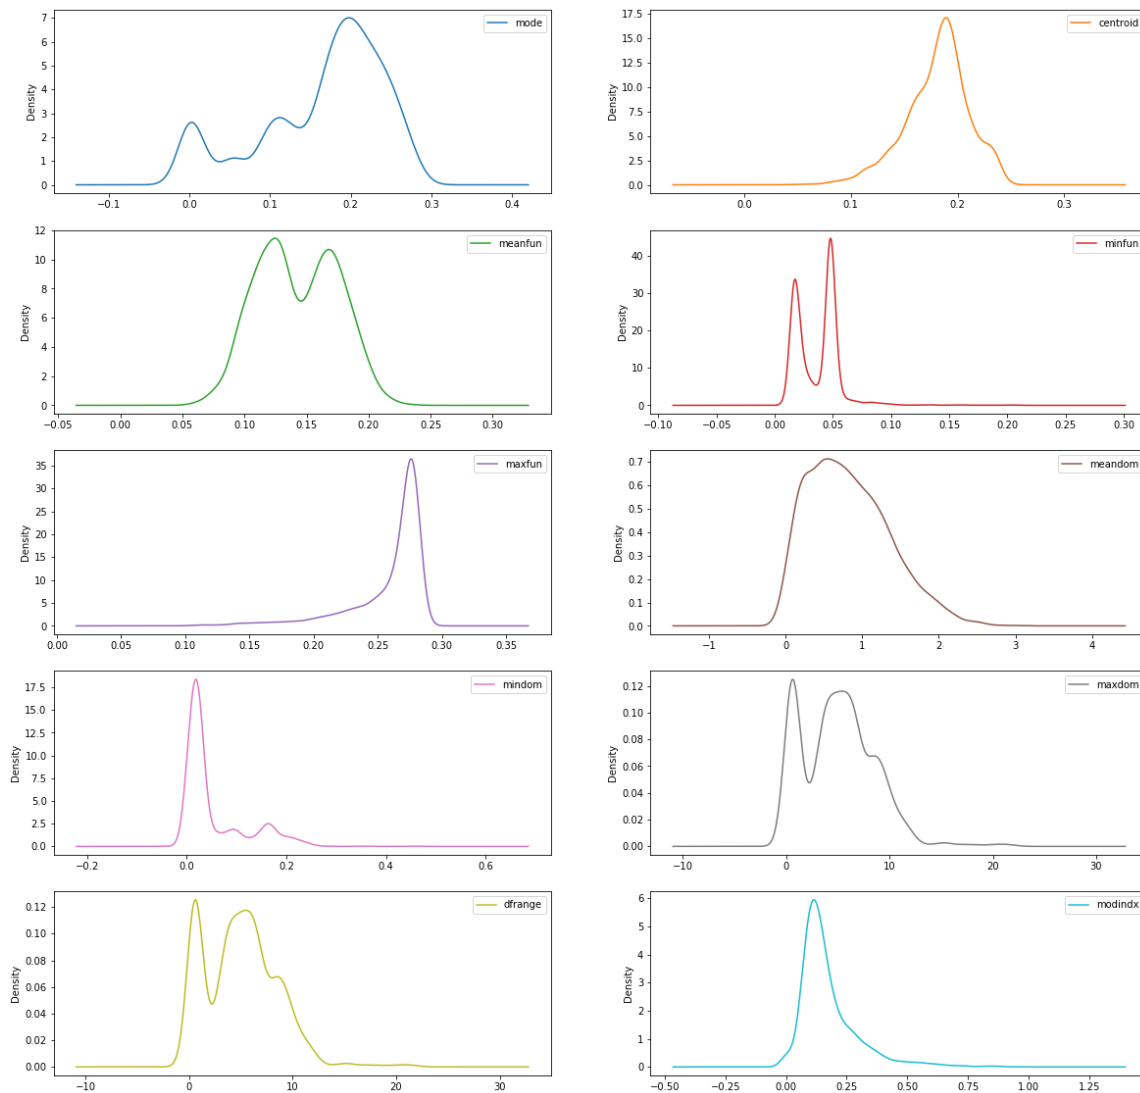 mode
Density
7
6
5
4
3
2
1
0
−0.1 0.0 0.1 0.2 0.3 0.4
centroid
Density
17.5
15.0
12.5
10.0
7.5
5.0
2.5
0.0
0.0 0.1 0.2 0.3
meanfun
Density
12
10
8
6
4
2
0
−0.05 0.00 0.05 0.10 0.15 0.20 0.25 0.30
minfun
Density
40
30
20
10
0
−0.10 −0.05 0.00 0.05 0.10 0.15 0.20 0.25 0.30
maxfun
Density
35
30
25
20
15
10
5
0
0.00 0.05 0.10 0.15 0.20 0.25 0.30 0.35
meandom
Density
0.7
0.6
0.5
0.4
0.3
0.2
0.1
0.0
−1 0 1 2 3 4
mindom
Density
17.5
15.0
12.5
10.0
7.5
5.0
2.5
0.0
−0.2 0.0 0.2 0.4 0.6
maxdom
Density
0.12
0.10
0.08
0.06
0.04
0.02
0.00
−10 0 10 20 30
dfrange
Density
0.12
0.10
0.08
0.06
0.04
0.02
0.00
−10 0 10 20 30
modindx
Density
6
5
4
3
2
1
0
−0.50 −0.25 0.00 0.25 0.50 0.75 1.00 1.25